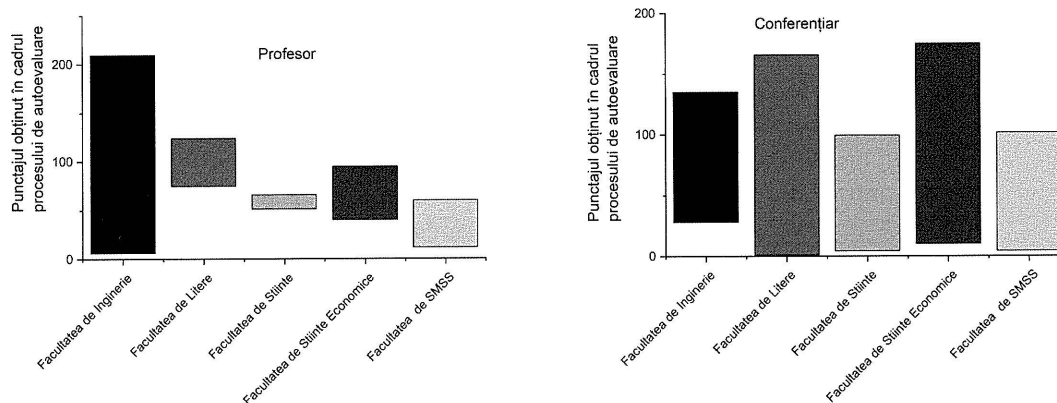 Profesor
Punctajul obținut în cadrul
procesului de autoevaluare
200
100
0
Facultatea de Inginerie
Facultatea de Litere
Facultatea de Stiinte
Facultatea de Stiinte Economice
Facultatea de SMSS
Conferențiar
Punctajul obținut în cadrul
procesului de autoevaluare
200
100
0
Facultatea de Inginerie
Facultatea de Litere
Facultatea de Stiinte
Facultatea de Stiinte Economice
Facultatea de SMSS